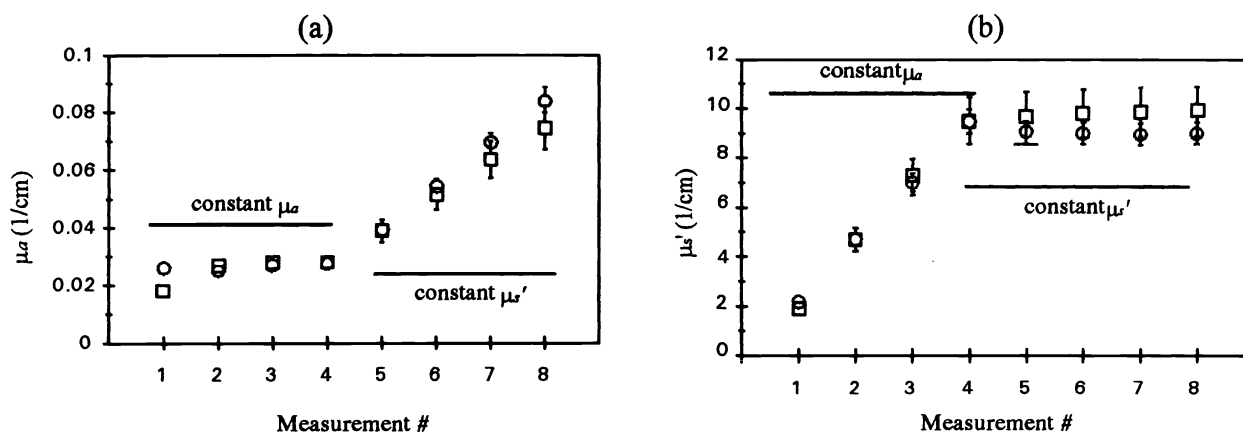 (a)
0.1
0.08
0.06
0.04
0.02
0
μa (1/cm)
constant μa
constant μs'
1 2 3 4 5 6 7 8
Measurement #
(b)
12
10
8
6
4
2
0
μs' (1/cm)
constant μa
constant μs'
1 2 3 4 5 6 7 8
Measurement #